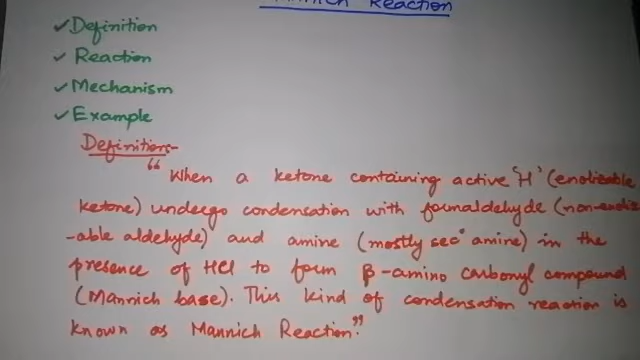 Mannich Reaction
✓ Definition
✓ Reaction
✓ Mechanism
✓ Example
Definition:-
“When a ketone containing active 'H' (enolizable
ketone) undergo condensation with formaldehyde (non-enoliz
-able aldehyde) and amine (mostly sec° amine) in the
presence of HCl to form β-amino carbonyl compound
(Mannich base). This kind of condensation reaction is
known as Mannich Reaction.”